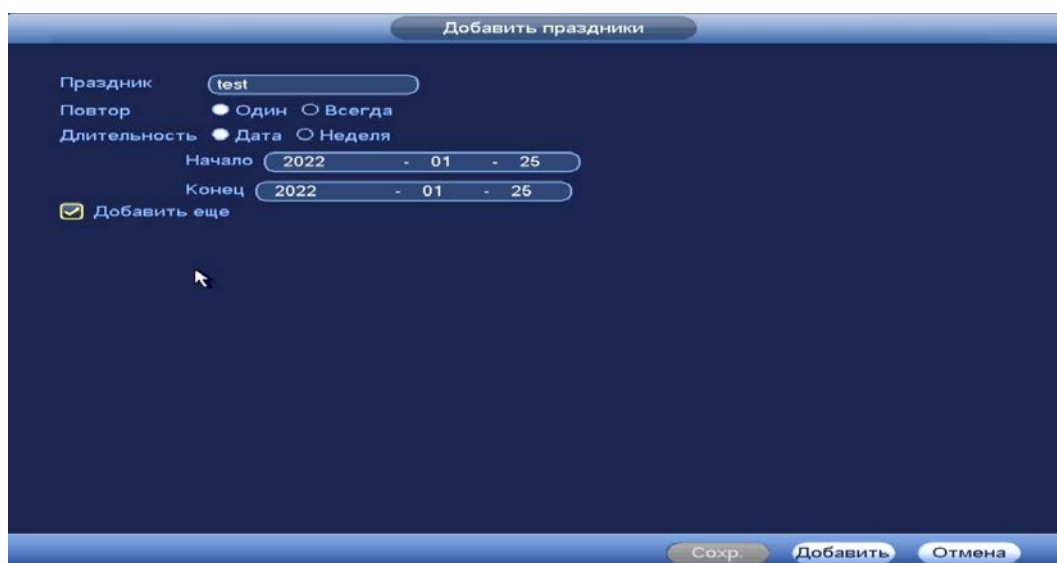 Добавить праздники
Праздник test
Повтор Один Всегда
Длительность Дата Неделя
Начало 2022 - 01 - 25
Конец 2022 - 01 - 25
Добавить еще
Сохр. Добавить Отмена